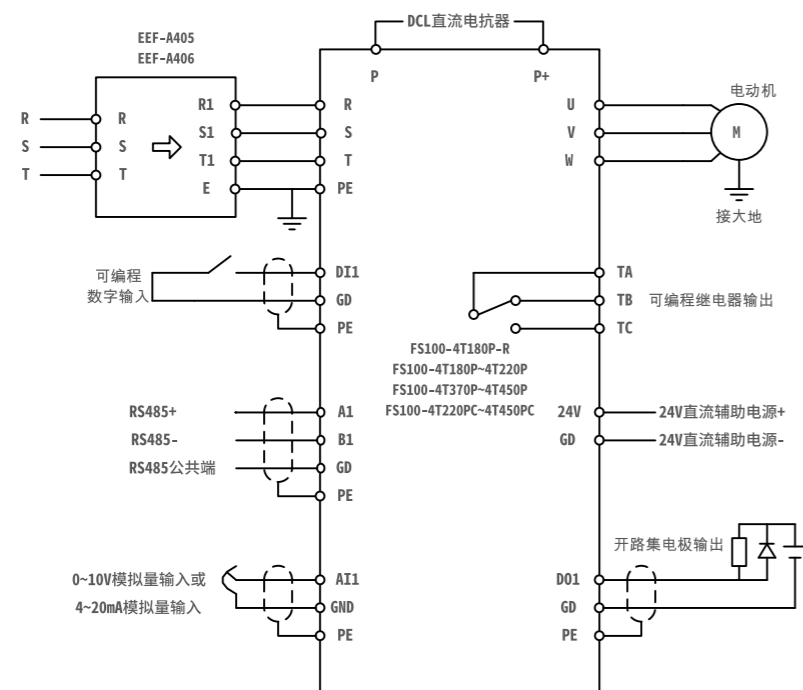 DCL直流电抗器
EEF-A405
EEF-A406
P P+
R R R1 R U 电动机
S S S1 S V M
T T T1 T W
E PE
接大地
可编程
数字输入
DI1 TA
GD TB 可编程继电器输出
PE TC
FS100-4T180P-R
FS100-4T180P~4T220P
FS100-4T370P~4T450P
FS100-4T220PC~4T450PC
RS485+ A1 24V 24V直流辅助电源+
RS485- B1 GD 24V直流辅助电源-
RS485公共端 GD
PE
开路集电极输出
0~10V模拟量输入或 AI1 DO1
4~20mA模拟量输入 GND GD
PE PE